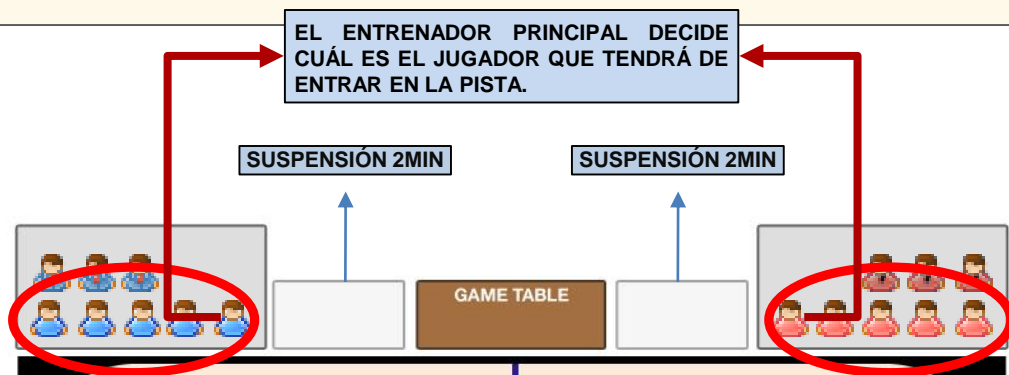 EL ENTRENADOR PRINCIPAL DECIDE
CUÁL ES EL JUGADOR QUE TENDRÁ DE
ENTRAR EN LA PISTA.
SUSPENSIÓN 2MIN
SUSPENSIÓN 2MIN
GAME TABLE